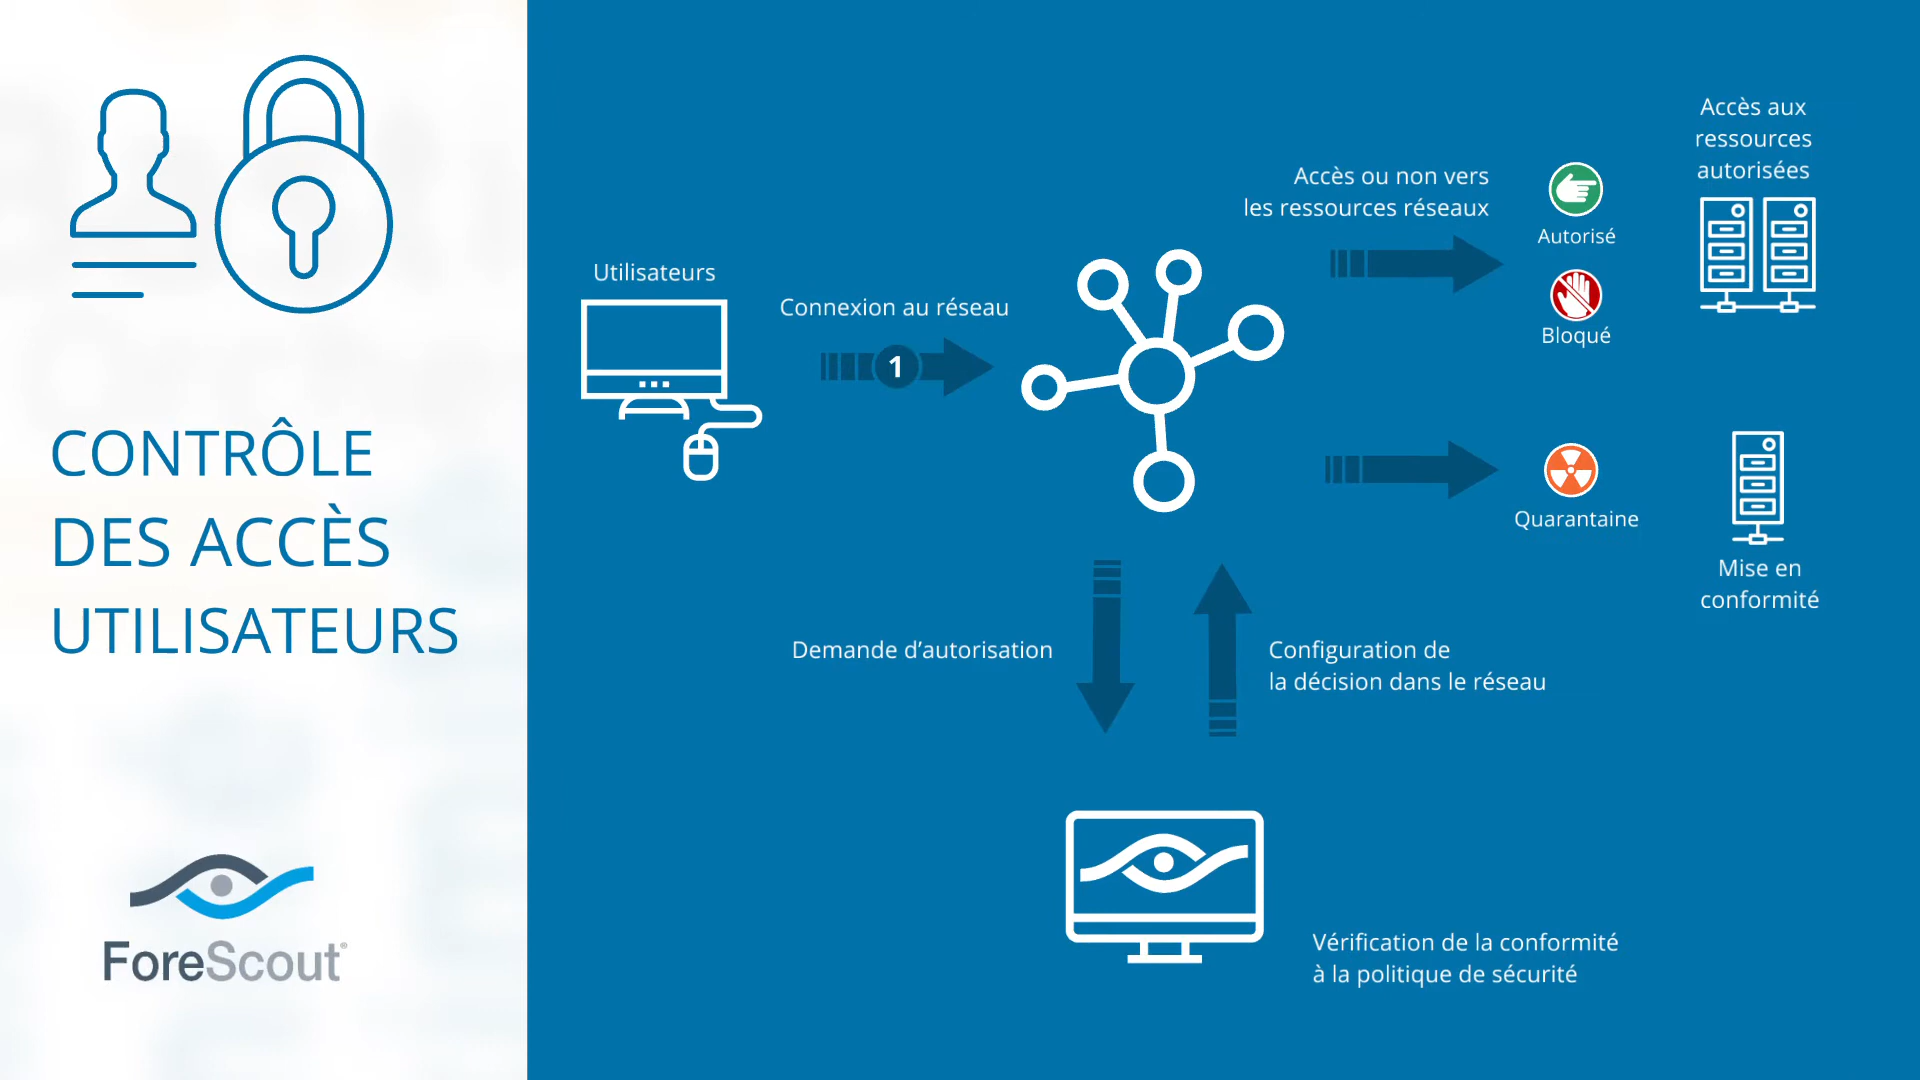 CONTRÔLE
DES ACCÈS
UTILISATEURS
ForeScout®
Utilisateurs
Connexion au réseau
1
Accès ou non vers
les ressources réseaux
Autorisé
Bloqué
Accès aux
ressources
autorisées
Quarantaine
Mise en
conformité
Demande d’autorisation
Configuration de
la décision dans le réseau
Vérification de la conformité
à la politique de sécurité